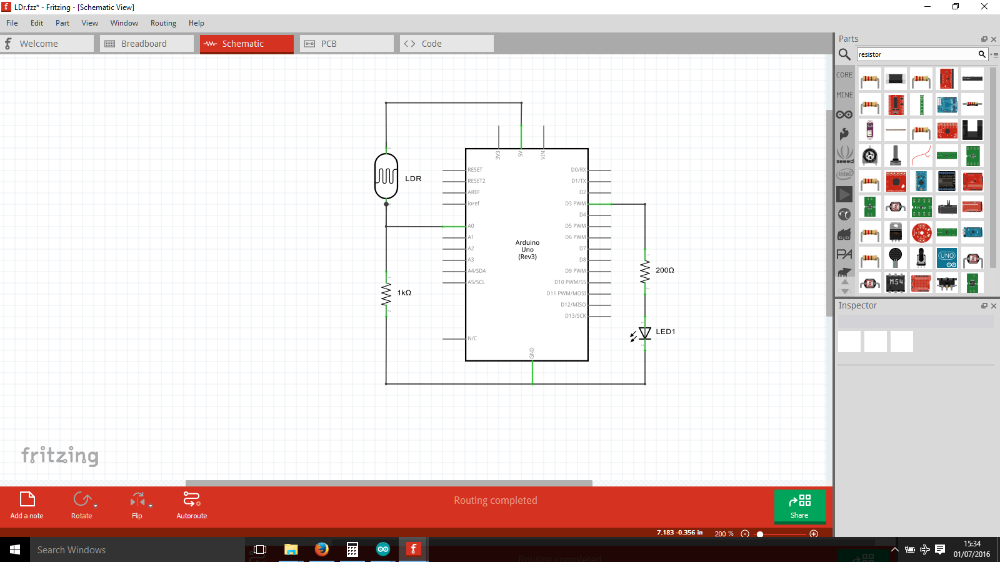 LDr.fzz* - Fritzing - [Schematic View]
File Edit Part View Window Routing Help
Welcome Breadboard Schematic PCB Code
Parts
resistor
CORE
MINE
seeed
intel
PA
UNO
M54
Array
3V3 5V VIN
RESET D0/RX
RESET2 D1/TX
AREF D2
ioref D3 PWM
D4
A0 D5 PWM
A1 D6 PWM
A2 D7
A3 D8
A4/SDA D9 PWM
A5/SCL D10 PWM/SS
D11 PWM/MOSI
D12/MISO
D13/SCK
N/C
GND
Arduino
Uno
(Rev3)
LDR
1kΩ
200Ω
LED1
Inspector
fritzing
Add a note Rotate Flip Autoroute
Routing completed
Share
7.183 -0.356 in 200 %
Search Windows
Routing completed
15:34
01/07/2016